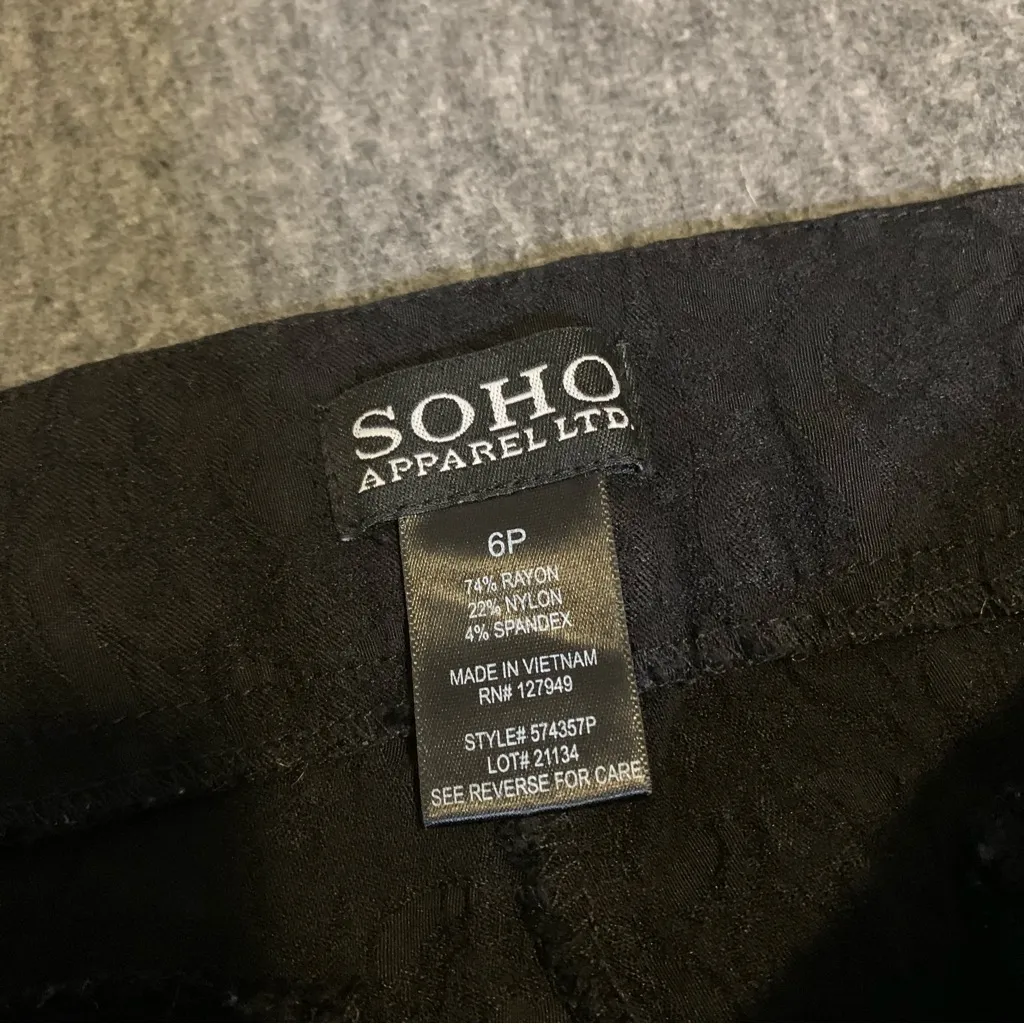 SOHO
APPAREL LTD.
6P
74% RAYON
22% NYLON
4% SPANDEX
MADE IN VIETNAM
RN# 127949
STYLE# 574357P
LOT# 21134
SEE REVERSE FOR CARE